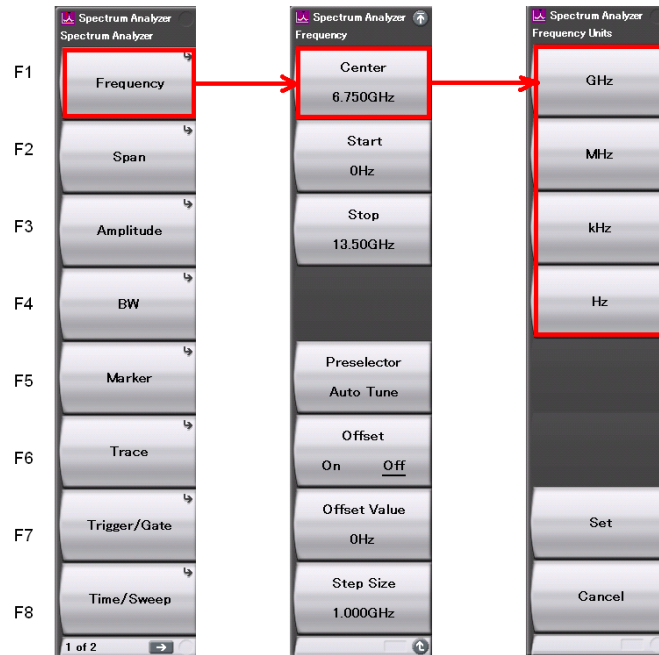 Spectrum Analyzer
Spectrum Analyzer
F1
Frequency
F2
Span
F3
Amplitude
F4
BW
F5
Marker
F6
Trace
F7
Trigger/Gate
F8
Time/Sweep
1 of 2
Spectrum Analyzer
Frequency
Center
6.750GHz
Start
0Hz
Stop
13.50GHz
Preselector
Auto Tune
Offset
On Off
Offset Value
0Hz
Step Size
1.000GHz
Spectrum Analyzer
Frequency Units
GHz
MHz
kHz
Hz
Set
Cancel